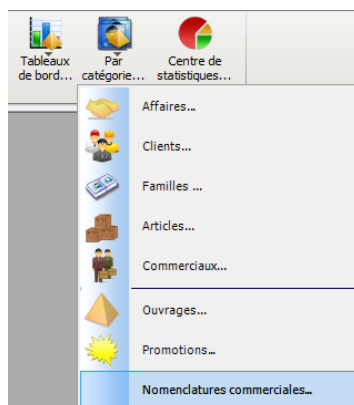 Tableaux
de bord...
Par
catégorie...
Centre de
statistiques...
Affaires...
Clients...
Familles ...
Articles...
Commerciaux...
Ouvrages...
Promotions...
Nomenclatures commerciales...